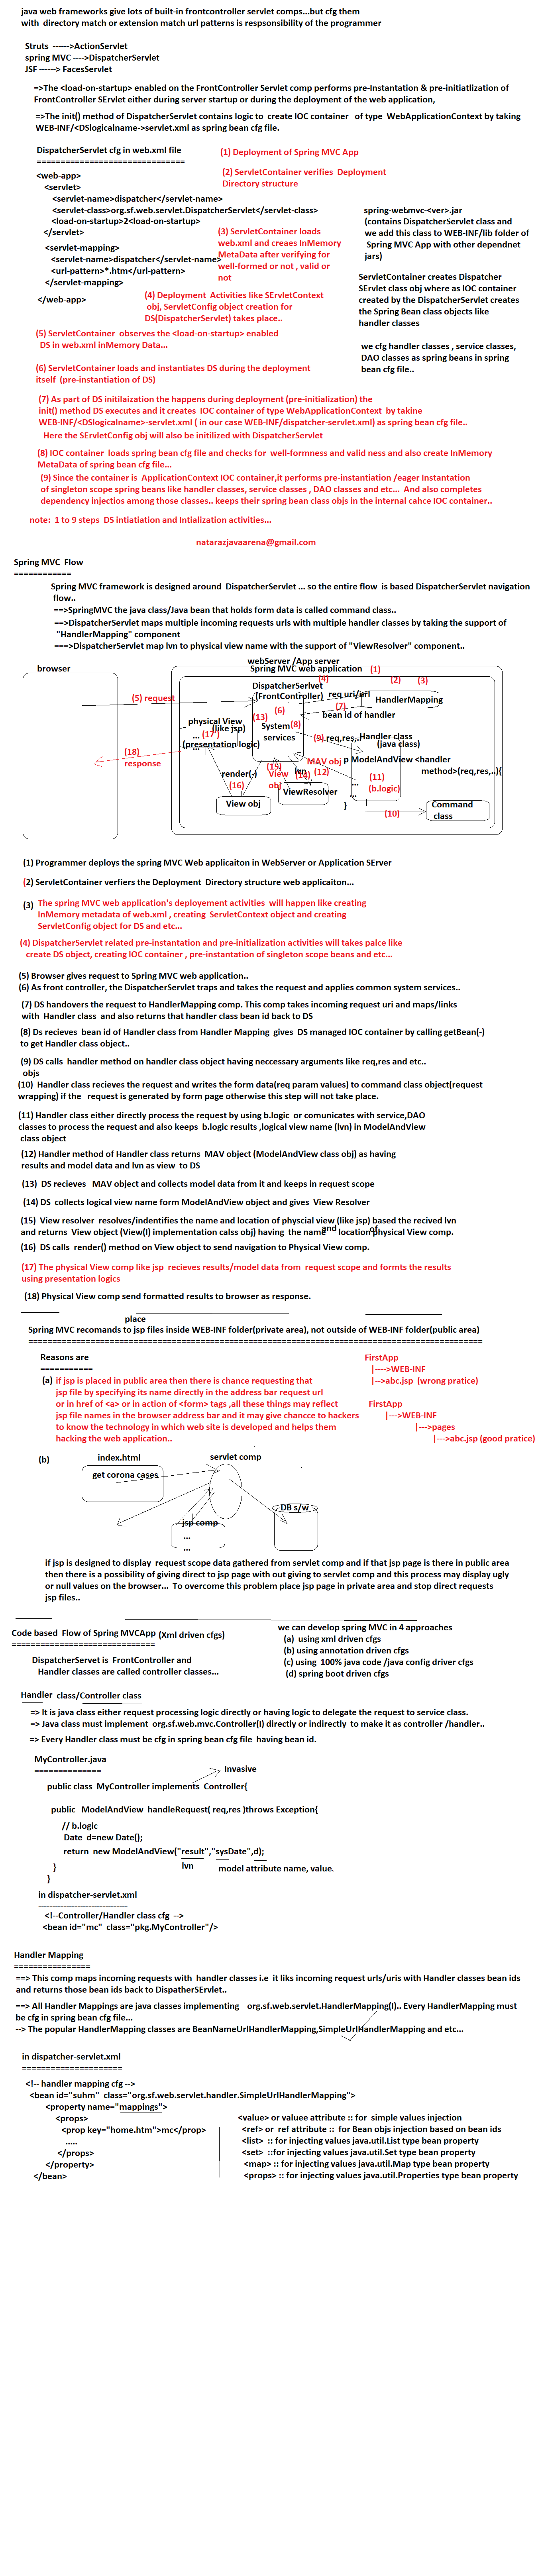 java web frameworks give lots of built-in frontcontroller servlet comps...but cfg them
with directory match or extension match url patterns is respsonsibility of the programmer
Struts ------>ActionServlet
spring MVC ---->DispatcherServlet
JSF ------> FacesServlet
=>The <load-on-startup> enabled on the FrontController Servlet comp performs pre-Instantation & pre-initiatlization of
FrontController SErvlet either during server startup or during the deployment of the web application,
=>The init() method of DispatcherServlet contains logic to create IOC container of type WebApplicationContext by taking
WEB-INF/<DSlogicalname>servlet.xml as spring bean cfg file.
DispatcherServlet cfg in web.xml file
===============================
<web-app>
<servlet>
<servlet-name>dispatcher</servlet-name>
<servlet-class>org.sf.web.servlet.DispatcherServlet</servlet-class>
<load-on-startup>2<load-on-startup>
</servlet>
<servlet-mapping>
<servlet-name>dispatcher</servlet-name>
<url-pattern>*.htm</url-pattern>
</servlet-mapping>
</web-app>
(1) Deployment of Spring MVC App
(2) ServletContainer verifies Deployment
Directory structure
(3) ServletContainer loads
web.xml and creaes InMemory
MetaData after verifying for
well-formed or not , valid or
not
(4) Deployment Activities like SErvletContext
obj, ServletConfig object creation for
DS(DispatcherServlet) takes place..
spring-webmvc-<ver>.jar
(contains DispatcherServlet class and
we add this class to WEB-INF/lib folder of
Spring MVC App with other dependnet
jars)
ServletContainer creates Dispatcher
SErvlet class obj where as IOC container
created by the DispatcherServlet creates
the Spring Bean class objects like
handler classes
we cfg handler classes , service classes,
DAO classes as spring beans in spring
bean cfg file..
(5) ServletContainer observes the <load-on-startup> enabled
DS in web.xml inMemory Data...
(6) ServletContainer loads and instantiates DS during the deployment
itself (pre-instantiation of DS)
(7) As part of DS initilaization the happens during deployment (pre-initialization) the
init() method DS executes and it creates IOC container of type WebApplicationContext by takine
WEB-INF/<DSlogicalname>-servlet.xml ( in our case WEB-INF/dispatcher-servlet.xml) as spring bean cfg file..
Here the SErvletConfig obj will also be initilized with DispatcherServlet
(8) IOC container loads spring bean cfg file and checks for well-formness and valid ness and also create InMemory
MetaData of spring bean cfg file...
(9) Since the container is ApplicationContext IOC container,it performs pre-instantiation /eager Instantation
of singleton scope spring beans like handler classes, service classes , DAO classes and etc... And also completes
dependency injectios among those classes.. keeps their spring bean class objs in the internal cahce IOC container..
note: 1 to 9 steps DS intiatiation and Intialization activities...
natarazjavaarena@gmail.com
Spring MVC Flow
============
Spring MVC framework is designed around DispatcherServlet ... so the entire flow is based DispatcherServlet navigation
flow..
==>SpringMVC the java class/Java bean that holds form data is called command class..
==>DispatcherServlet maps multiple incoming requests urls with multiple handler classes by taking the support of
"HandlerMapping" component
===>DispatcherServlet map lvn to physical view name with the support of "ViewResolver" component..
browser
webServer /App server
Spring MVC web application (1)
DispatcherSerlvet (4)
(FrontController)
(2) (3)
req uri/url
HandlerMapping
(5) request
(6)
(7)
bean id of handler
physical View
(like jsp)
(13)
System
services
(8)
... (17 )
(presentation logic)
...
(9) req,res,..
Handler class
(java class)
(18)
response
MAV obj
p ModelAndView <handler
method>(req,res,..){
(15)
lvn
(14)
(12)
render(-)
View
obj
(16)
...
(11)
(b.logic)
...
}
View obj
ViewResolver
(10)
Command
class
(1) Programmer deploys the spring MVC Web applicaiton in WebServer or Application SErver
(2) ServletContainer verfiers the Deployment Directory structure web applicaiton...
(3) The spring MVC web application's deployement activities will happen like creating
InMemory metadata of web.xml , creating ServletContext object and creating
ServletConfig object for DS and etc...
(4) DispatcherServlet related pre-instantation and pre-initialization activities will takes palce like
create DS object, creating IOC container , pre-instantation of singleton scope beans and etc...
(5) Browser gives request to Spring MVC web application..
(6) As front controller, the DispatcherServlet traps and takes the request and applies common system services..
(7) DS handovers the request to HandlerMapping comp. This comp takes incoming request uri and maps/links
with Handler class and also returns that handler class bean id back to DS
(8) Ds recieves bean id of Handler class from Handler Mapping gives DS managed IOC container by calling getBean(-)
to get Handler class object..
(9) DS calls handler method on handler class object having neccessary arguments like req,res and etc..
objs
(10) Handler class recieves the request and writes the form data(req param values) to command class object(request
wrapping) if the request is generated by form page otherwise this step will not take place.
(11) Handler class either directly process the request by using b.logic or comunicates with service,DAO
classes to process the request and also keeps b.logic results ,logical view name (lvn) in ModelAndView
class object
(12) Handler method of Handler class returns MAV object (ModelAndView class obj) as having
results and model data and lvn as view to DS
(13) DS recieves MAV object and collects model data from it and keeps in request scope
(14) DS collects logical view name form ModelAndView object and gives View Resolver
(15) View resolver resolves/indentifies the name and location of physcial view (like jsp) based the recived lvn
and returns View object (View(I) implementation calss obj) having the name and location of physical View comp.
(16) DS calls render() method on View object to send navigation to Physical View comp.
(17) The physical View comp like jsp recieves results/model data from request scope and formts the results
using presentation logics
(18) Physical View comp send formatted results to browser as response.
place
Spring MVC recomands to jsp files inside WEB-INF folder(private area), not outside of WEB-INF folder(public area)
===============================================================================================
Reasons are
===========
(a) if jsp is placed in public area then there is chance requesting that
jsp file by specifying its name directly in the address bar request url
or in href of <a> or in action of <form> tags ,all these things may reflect
jsp file names in the browser address bar and it may give chancce to hackers
to know the technology in which web site is developed and helps them
hacking the web application..
FirstApp
|---->WEB-INF
|-->abc.jsp (wrong pratice)
FirstApp
|--->WEB-INF
|--->pages
|--->abc.jsp (good pratice)
(b)
index.html
get corona cases
servlet comp
DB s/w
jsp comp
...
...
if jsp is designed to display request scope data gathered from servlet comp and if that jsp page is there in public area
then there is a possibility of giving direct to jsp page with out giving to servlet comp and this process may display ugly
or null values on the browser... To overcome this problem place jsp page in private area and stop direct requests
jsp files..
Code based Flow of Spring MVCApp (Xml driven cfgs)
==============================
DispatcherServet is FrontController and
Handler classes are called controller classes...
we can develop spring MVC in 4 approaches
(a) using xml driven cfgs
(b) using annotation driven cfgs
(c) using 100% java code /java config driver cfgs
(d) spring boot driven cfgs
Handler class/Controller class
=> It is java class either request processing logic directly or having logic to delegate the request to service class.
=> Java class must implement org.sf.web.mvc.Controller(I) directly or indirectly to make it as controller /handler..
=> Every Handler class must be cfg in spring bean cfg file having bean id.
MyController.java
==============
Invasive
public class MyController implements Controller{
public ModelAndView handleRequest( req,res )throws Exception{
// b.logic
Date d=new Date();
return new ModelAndView("result","sysDate",d);
}
lvn
model attribute name, value.
}
in dispatcher-servlet.xml
--------------------------------
<!--Controller/Handler class cfg -->
<bean id="mc" class="pkg.MyController"/>
Handler Mapping
================
==> This comp maps incoming requests with handler classes i.e it liks incoming request urls/uris with Handler classes bean ids
and returns those bean ids back to DispatherSErvlet..
==> All Handler Mappings are java classes implementing org.sf.web.servlet.HandlerMapping(I).. Every HandlerMapping must
be cfg in spring bean cfg file...
--> The popular HandlerMapping classes are BeanNameUrlHandlerMapping,SimpleUrlHandlerMapping and etc...
in dispatcher-servlet.xml
=====================
<!-- handler mapping cfg -->
<bean id="suhm" class="org.sf.web.servlet.handler.SimpleUrlHandlerMapping">
<property name="mappings">
<props>
<prop key="home.htm">mc</prop>
.....
</props>
</property>
</bean>
<value> or valuee attribute :: for simple values injection
<ref> or ref attribute :: for Bean objs injection based on bean ids
<list> :: for injecting values java.util.List type bean property
<set> ::for injecting values java.util.Set type bean property
<map> :: for injecting values java.util.Map type bean property
<props> :: for injecting values java.util.Properties type bean property